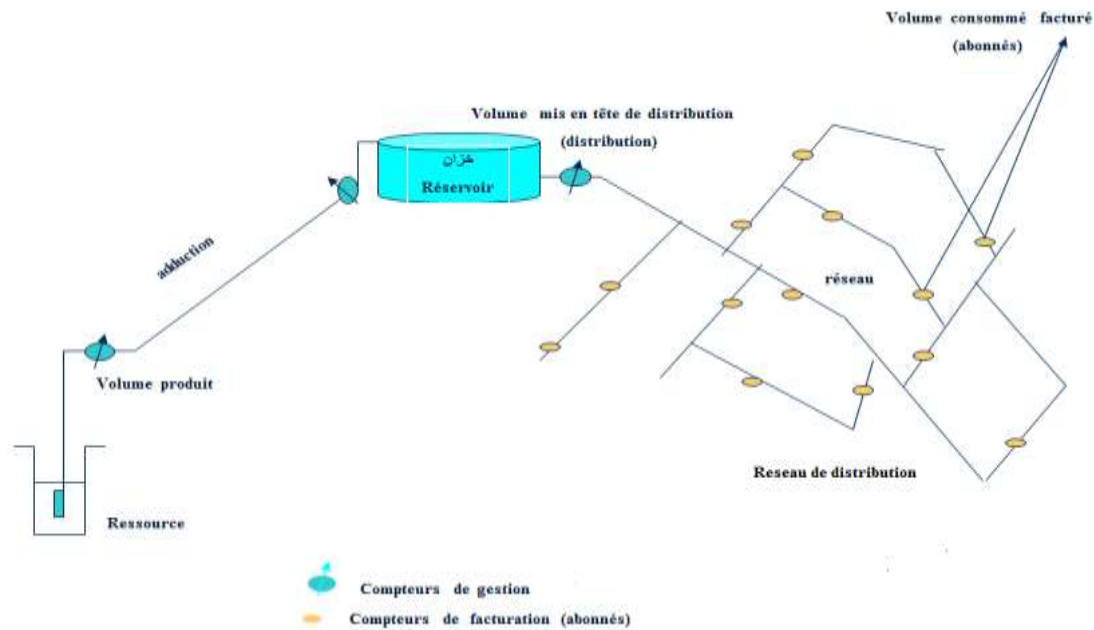 Volume consommé facturé
(abonnés)
Volume mis en tête de distribution
(distribution)
خزان
Réservoir
adduction
réseau
Volume produit
Reseau de distribution
Ressource
Compteurs de gestion
Compteurs de facturation (abonnés)